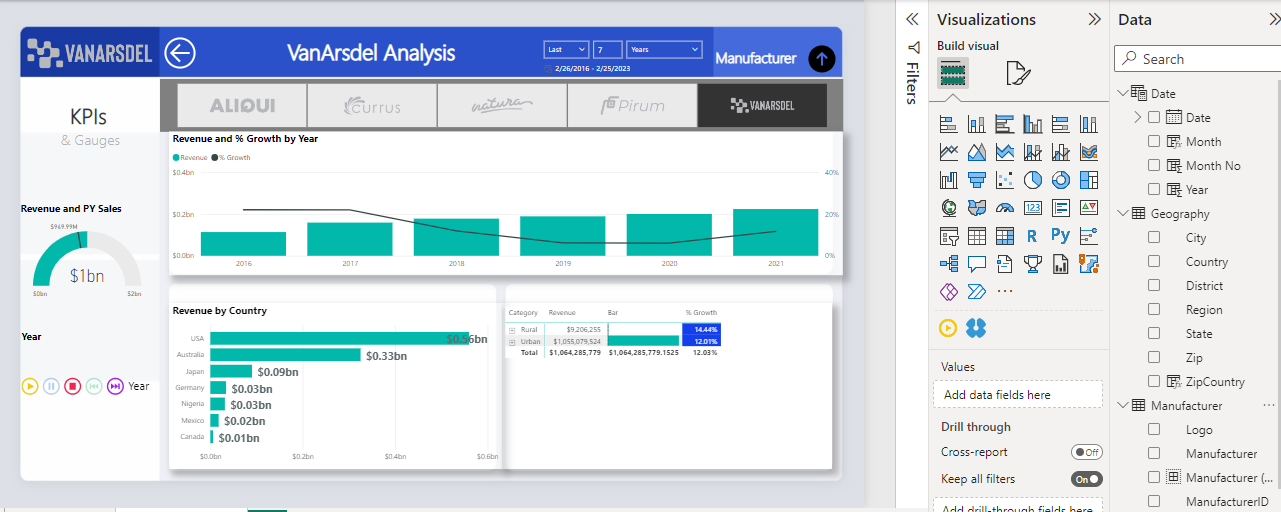 VANARSDEL
VanArsdel Analysis
Last
7
Years
2/26/2016 - 2/25/2023
Manufacturer
KPIs
& Gauges
ALIQUI
Currus
natura
Pirum
VANARSDEL
Revenue and % Growth by Year
Revenue
% Growth
$0.4bn
$0.2bn
$0.0bn
40%
20%
0%
2016
2017
2018
2019
2020
2021
Revenue and PY Sales
$949.99M
$1bn
$0bn
$2bn
Year
Year
Revenue by Country
USA
$0.56bn
Australia
$0.33bn
Japan
$0.09bn
Germany
$0.03bn
Nigeria
$0.03bn
Mexico
$0.02bn
Canada
$0.01bn
$0.0bn
$0.2bn
$0.4bn
$0.6bn
Category Revenue Bar % Growth
Rural $9,206,255 14.44%
Urban $1,055,079,524 12.01%
Total $1,064,285,779 $1,064,285,779.1525 12.03%
Filters
Visualizations
Build visual
123
R
Py
Values
Add data fields here
Drill through
Cross-report
Off
Keep all filters
On
Add drill-through fields here
Data
Search
Date
Date
Month
Month No
Year
Geography
City
Country
District
Region
State
Zip
ZipCountry
Manufacturer
Logo
Manufacturer
Manufacturer (...
ManufacturerID